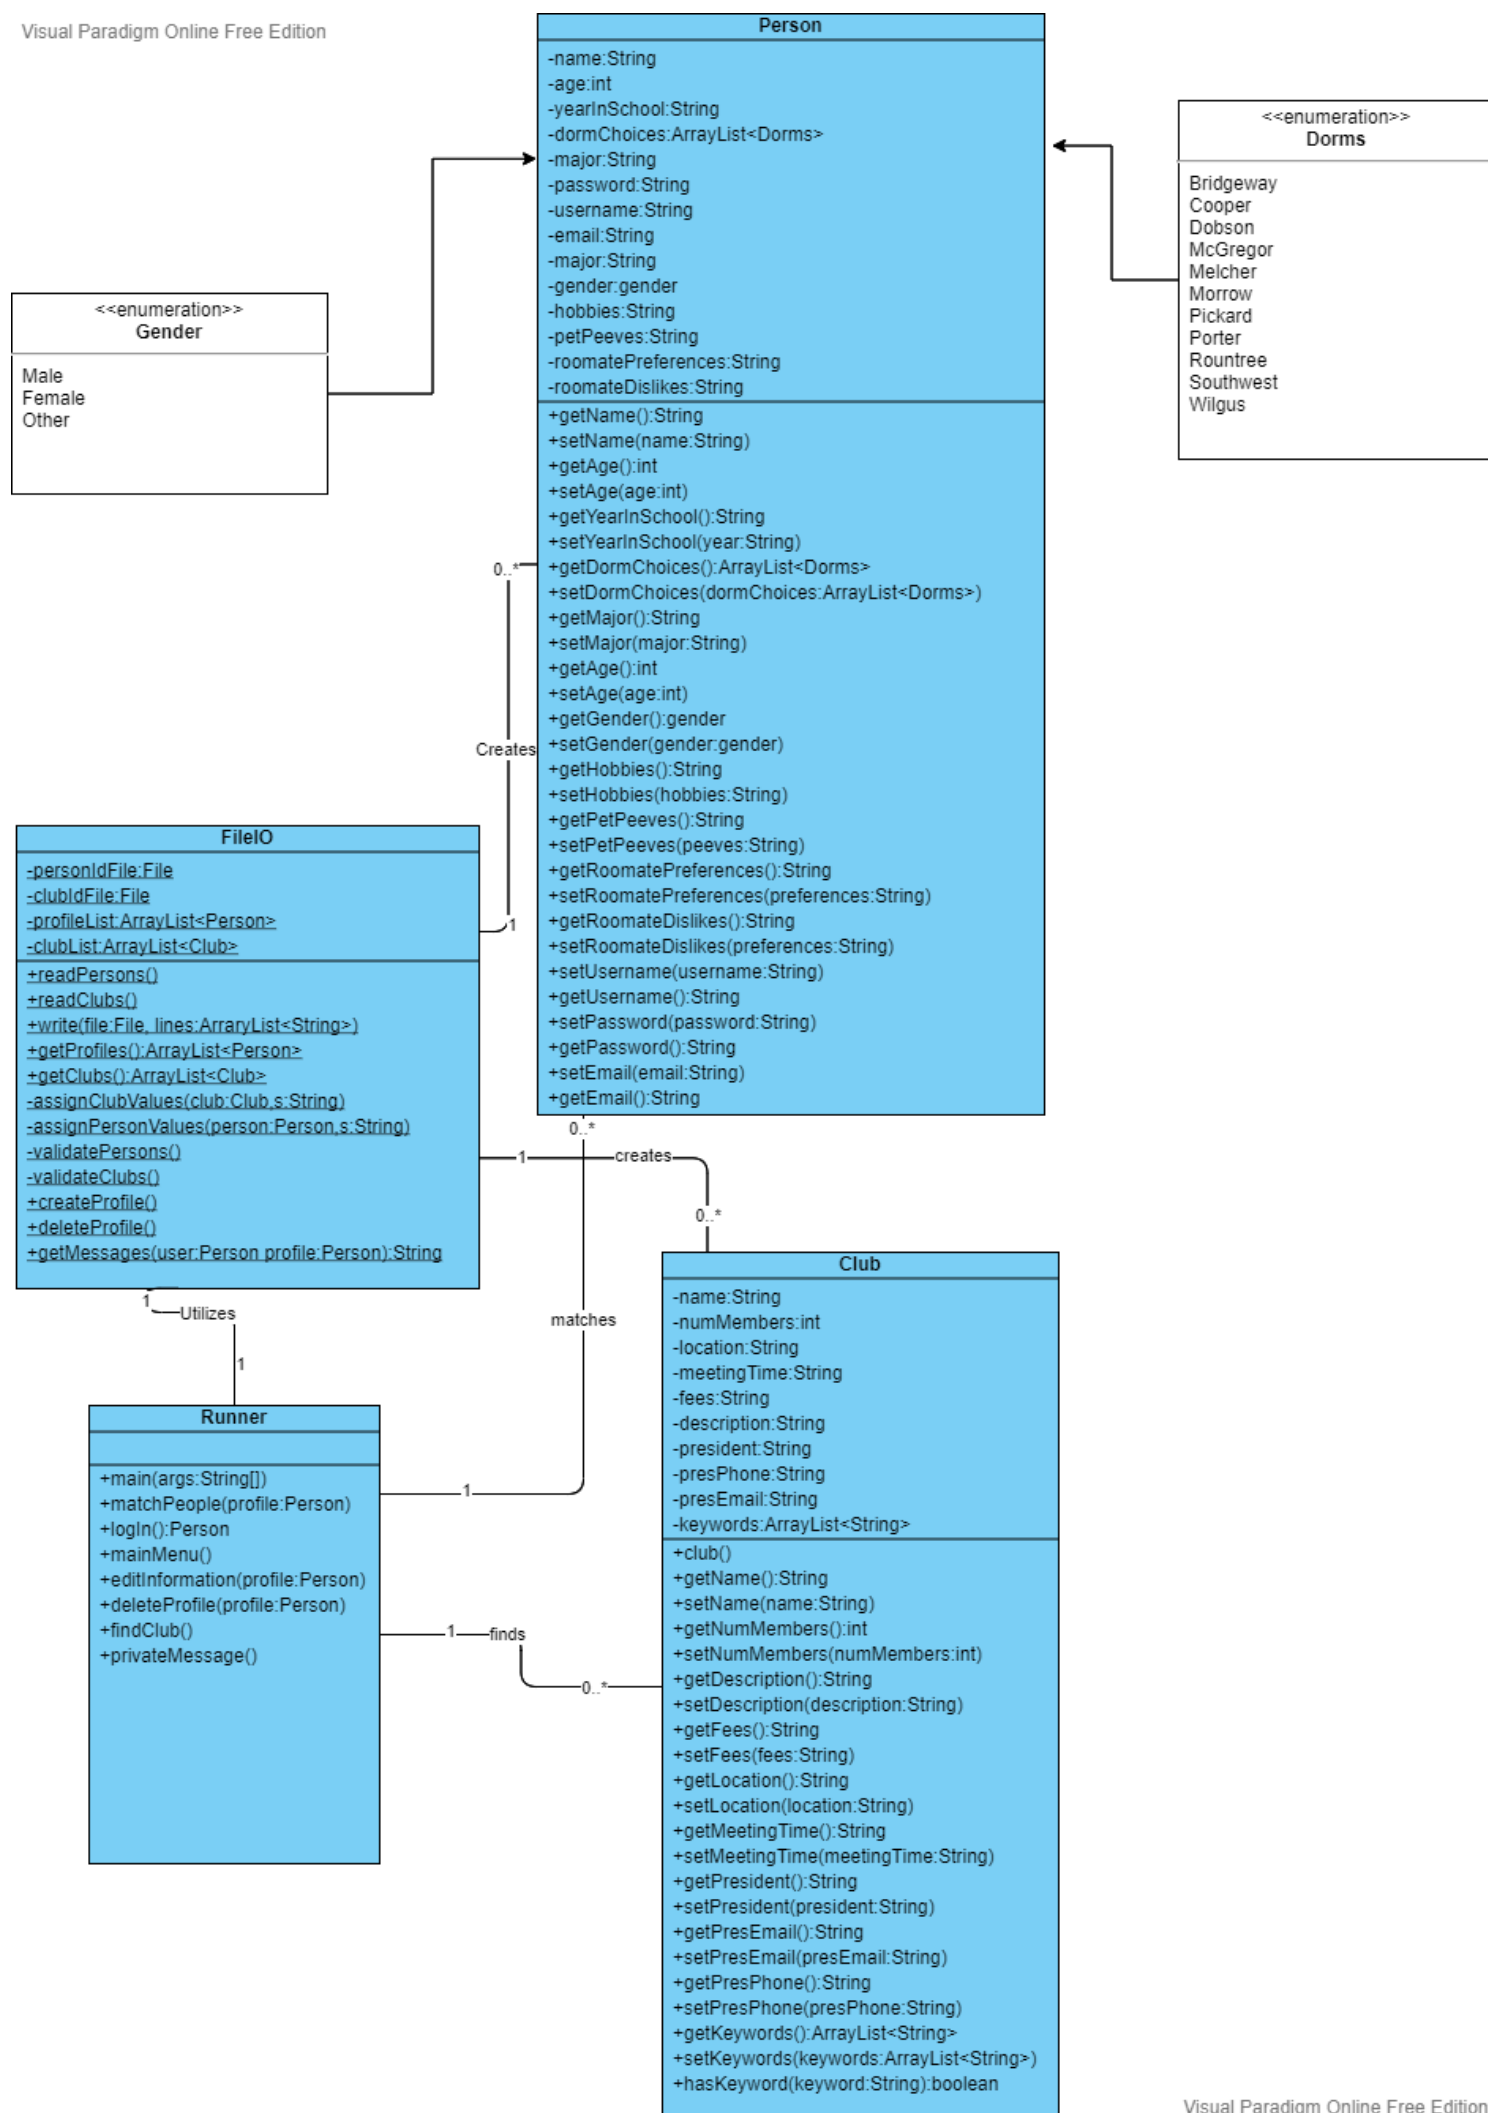 Visual Paradigm Online Free Edition
Person
-name:String
-age:int
-yearInSchool:String
-dormChoices:ArrayList<Dorms>
-major:String
-password:String
-username:String
-email:String
-major:String
-gender:gender
-hobbies:String
-petPeeves:String
-roomatePreferences:String
-roomateDislikes:String
+getName():String
+setName(name:String)
+getAge():int
+setAge(age:int)
+getYearInSchool():String
+setYearInSchool(year:String)
+getDormChoices():ArrayList<Dorms>
+setDormChoices(dormChoices:ArrayList<Dorms>)
+getMajor():String
+setMajor(major:String)
+getAge():int
+setAge(age:int)
+getGender():gender
+setGender(gender:gender)
+getHobbies():String
+setHobbies(hobbies:String)
+getPetPeeves():String
+setPetPeeves(peeves:String)
+getRoomatePreferences():String
+setRoomatePreferences(preferences:String)
+getRoomateDislikes():String
+setRoomateDislikes(preferences:String)
+setUsername(username:String)
+getUsername():String
+setPassword(password:String)
+getPassword():String
+setEmail(email:String)
+getEmail():String
<<enumeration>>
Dorms
Bridgeway
Cooper
Dobson
McGregor
Melcher
Morrow
Pickard
Porter
Rountree
Southwest
Wilgus
<<enumeration>>
Gender
Male
Female
Other
0..*
Creates
1
FileIO
-personIdFile:File
-clubIdFile:File
-profileList:ArrayList<Person>
-clubList:ArrayList<Club>
+readPersons()
+readClubs()
+write(file:File, lines:ArraryList<String>)
+getProfiles():ArrayList<Person>
+getClubs():ArrayList<Club>
-assignClubValues(club:Club,s:String)
-assignPersonValues(person:Person,s:String)
-validatePersons()
-validateClubs()
+createProfile()
+deleteProfile()
+getMessages(user:Person profile:Person):String
0..*
1
creates
0..*
1
Utilizes
1
matches
1
Runner
+main(args:String[])
+matchPeople(profile:Person)
+logIn():Person
+mainMenu()
+editInformation(profile:Person)
+deleteProfile(profile:Person)
+findClub()
+privateMessage()
1
finds
0..*
Club
-name:String
-numMembers:int
-location:String
-meetingTime:String
-fees:String
-description:String
-president:String
-presPhone:String
-presEmail:String
-keywords:ArrayList<String>
+club()
+getName():String
+setName(name:String)
+getNumMembers():int
+setNumMembers(numMembers:int)
+getDescription():String
+setDescription(description:String)
+getFees():String
+setFees(fees:String)
+getLocation():String
+setLocation(location:String)
+getMeetingTime():String
+setMeetingTime(meetingTime:String)
+getPresident():String
+setPresident(president:String)
+getPresEmail():String
+setPresEmail(presEmail:String)
+getPresPhone():String
+setPresPhone(presPhone:String)
+getKeywords():ArrayList<String>
+setKeywords(keywords:ArrayList<String>)
+hasKeyword(keyword:String):boolean
Visual Paradigm Online Free Edition